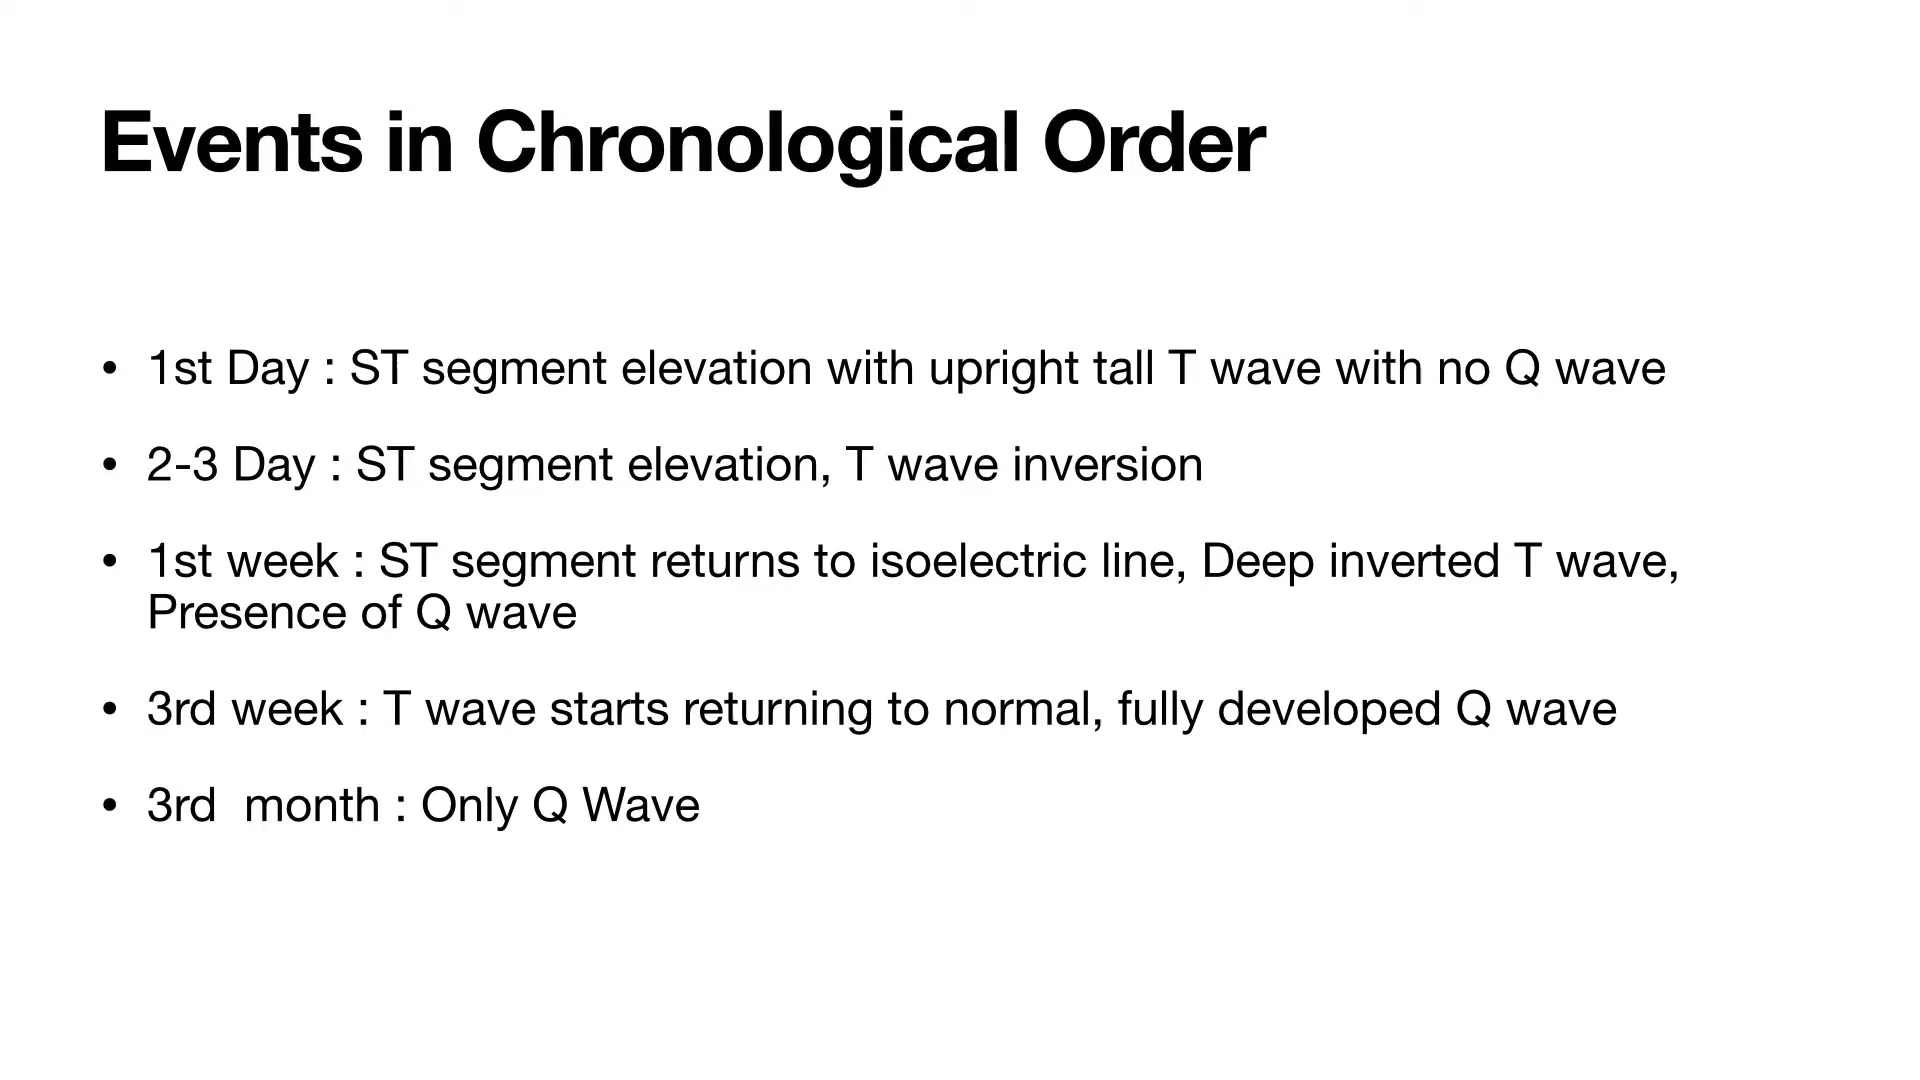 Events in Chronological Order
• 1st Day : ST segment elevation with upright tall T wave with no Q wave
• 2-3 Day : ST segment elevation, T wave inversion
• 1st week : ST segment returns to isoelectric line, Deep inverted T wave,
Presence of Q wave
• 3rd week : T wave starts returning to normal, fully developed Q wave
• 3rd  month : Only Q Wave